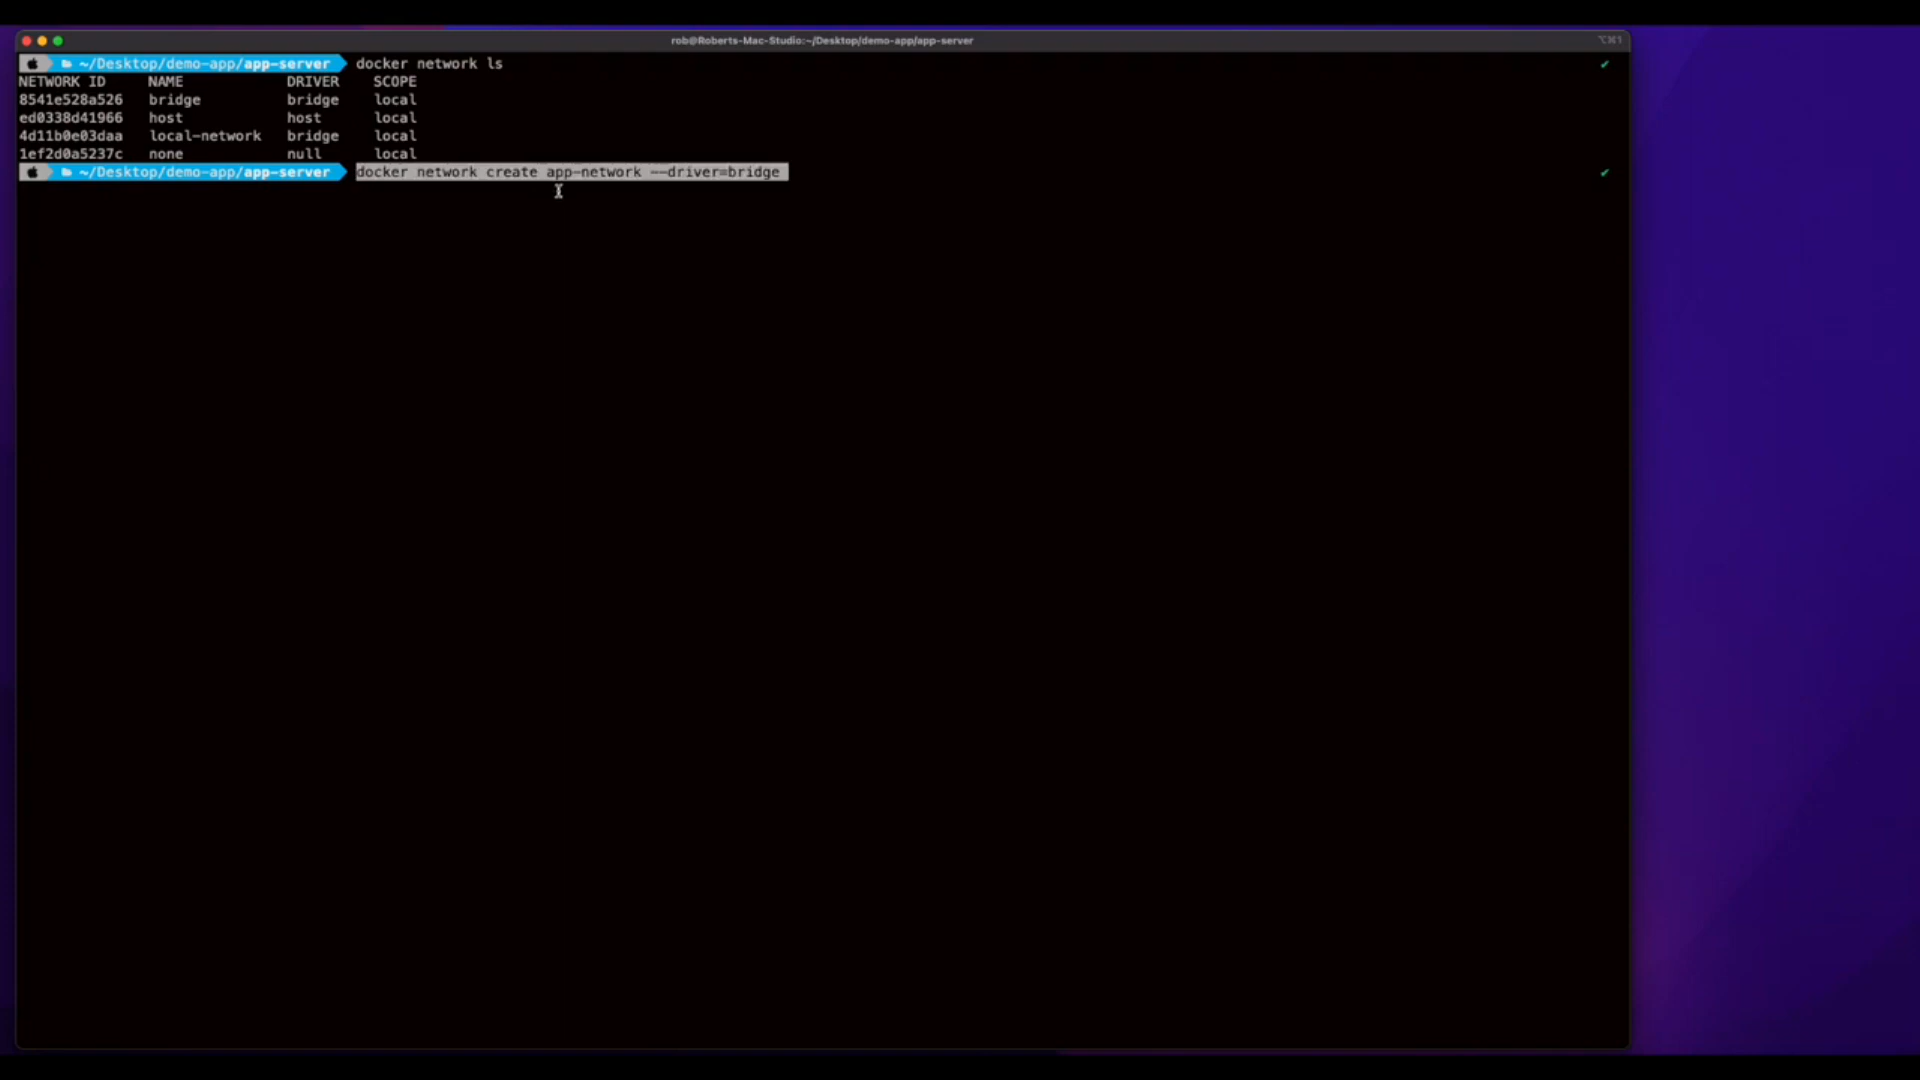 rob@Roberts-Mac-Studio:~/Desktop/demo-app/app-server ⌥⌘1
~/Desktop/demo-app/app-server docker network ls ✔
NETWORK ID NAME DRIVER SCOPE
8541e528a526 bridge bridge local
ed0338d41966 host host local
4d11b0e03daa local-network bridge local
1ef2d0a5237c none null local
~/Desktop/demo-app/app-server docker network create app-network --driver=bridge ✔